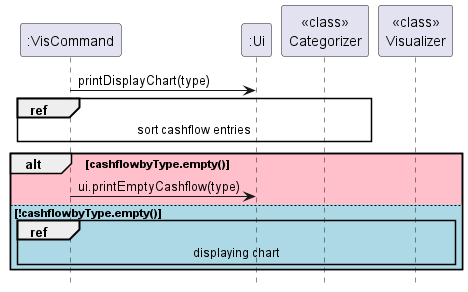 «class»
«class»
:VisCommand
:Ui
Categorizer
Visualizer
printDisplayChart(type)
ref
sort cashflow entries
alt
[cashflowbyType.empty()]
ui.printEmptyCashflow(type)
[!cashflowbyType.empty()]
ref
displaying chart